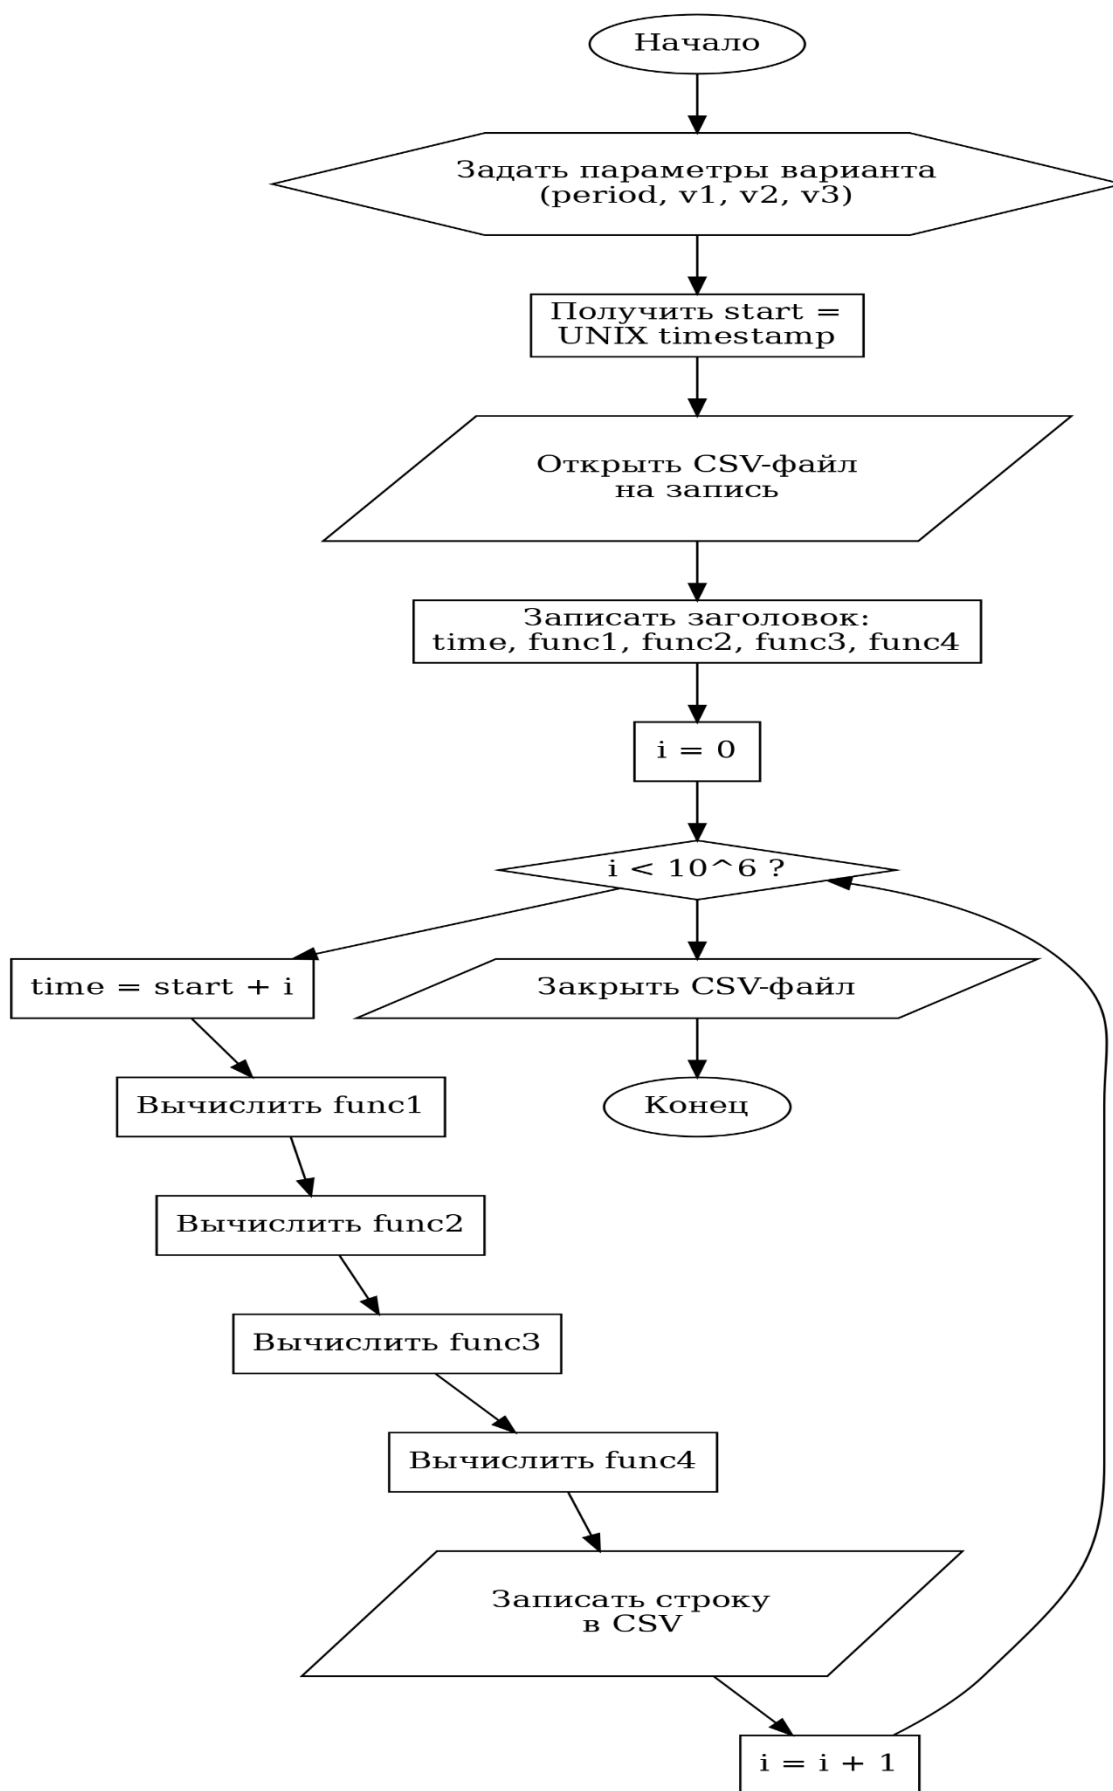 Начало
Задать параметры варианта
(period, v1, v2, v3)
Получить start =
UNIX timestamp
Открыть CSV-файл
на запись
Записать заголовок:
time, func1, func2, func3, func4
i = 0
i < 10^6 ?
time = start + i
Закрыть CSV-файл
Вычислить func1
Конец
Вычислить func2
Вычислить func3
Вычислить func4
Записать строку
в CSV
i = i + 1